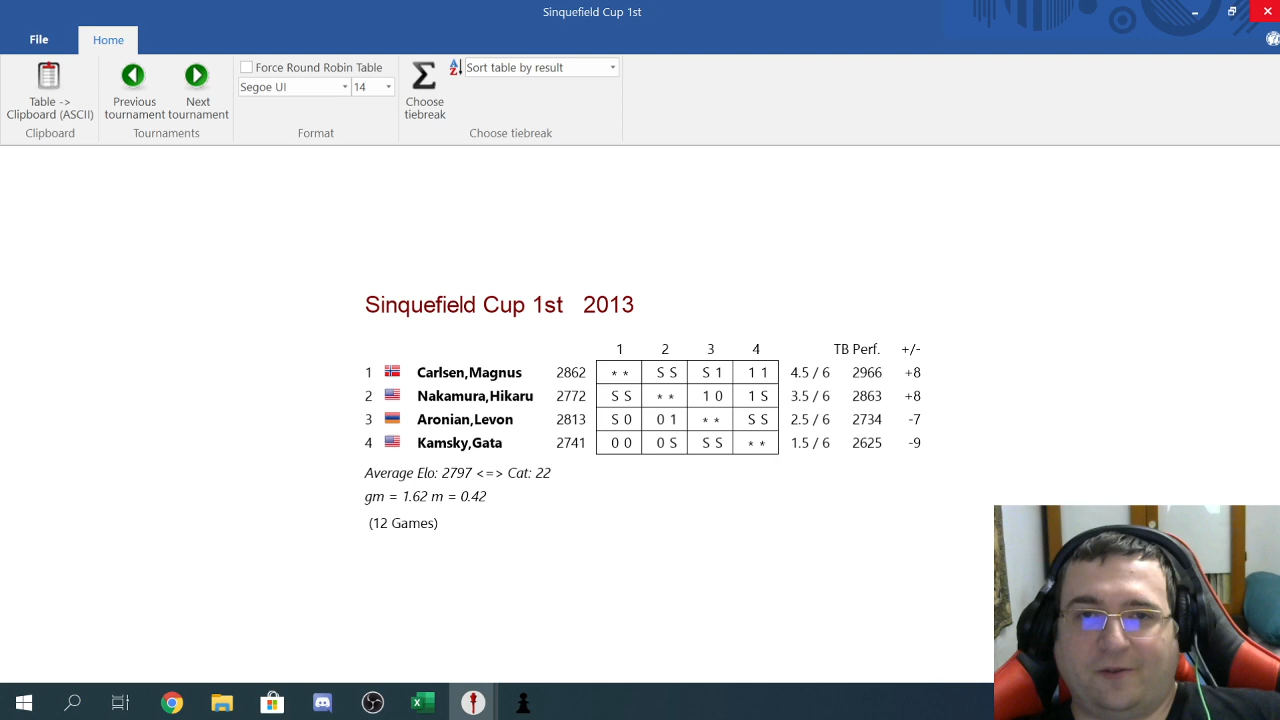 Sinquefield Cup 1st
File Home
Table -> Clipboard (ASCII)
Previous tournament
Next tournament
Force Round Robin Table
Segoe UI 14
Choose tiebreak
Sort table by result
Clipboard Tournaments Format Choose tiebreak
Sinquefield Cup 1st 2013
1 2 3 4 TB Perf. +/-
1 Carlsen,Magnus 2862 * * S S S 1 1 1 4.5 / 6 2966 +8
2 Nakamura,Hikaru 2772 S S * * 1 0 1 S 3.5 / 6 2863 +8
3 Aronian,Levon 2813 S 0 0 1 * * S S 2.5 / 6 2734 -7
4 Kamsky,Gata 2741 0 0 0 S S S * * 1.5 / 6 2625 -9
Average Elo: 2797 <=> Cat: 22
gm = 1.62 m = 0.42
(12 Games)